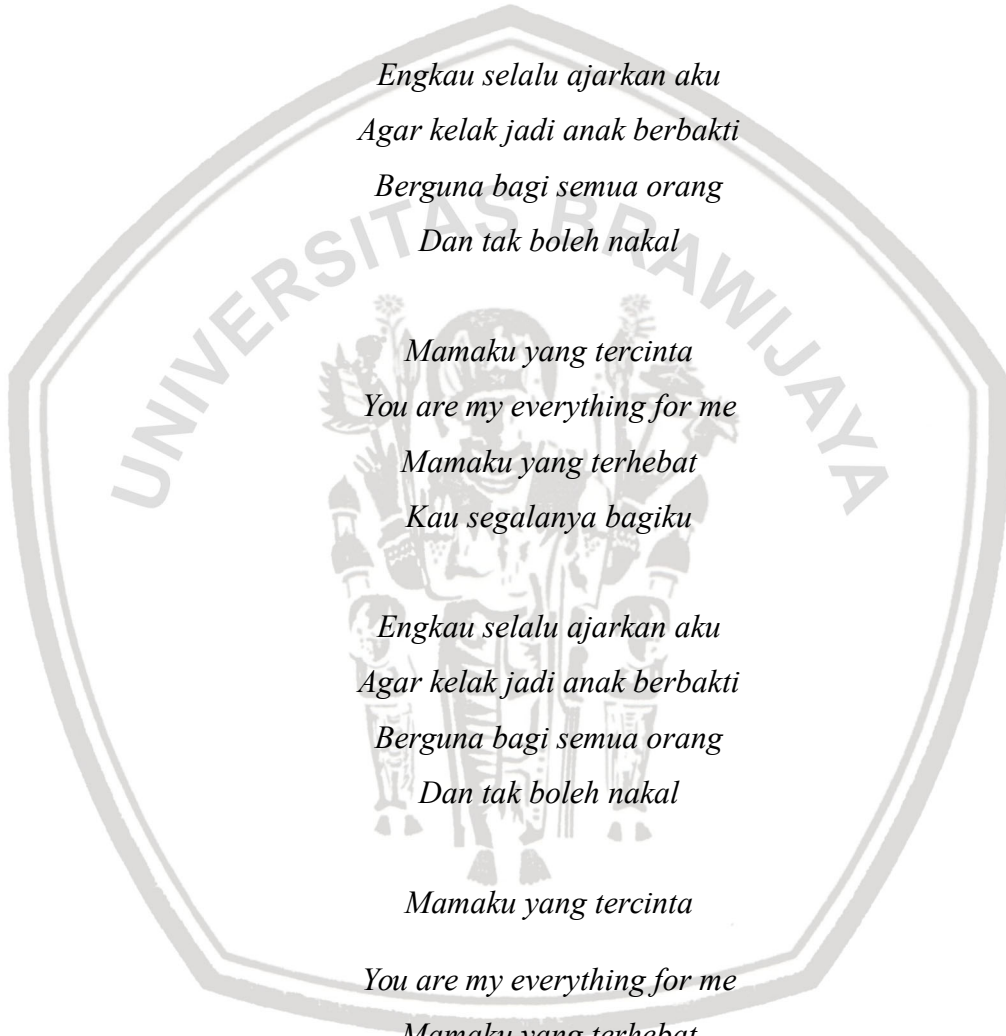 Engkau selalu ajarkan aku
Agar kelak jadi anak berbakti
Berguna bagi semua orang
Dan tak boleh nakal
UNIVERSITAS BRAWIJAYA
Mamaku yang tercinta
You are my everything for me
Mamaku yang terhebat
Kau segalanya bagiku
Engkau selalu ajarkan aku
Agar kelak jadi anak berbakti
Berguna bagi semua orang
Dan tak boleh nakal
Mamaku yang tercinta
You are my everything for me
Mamaku yang terhebat